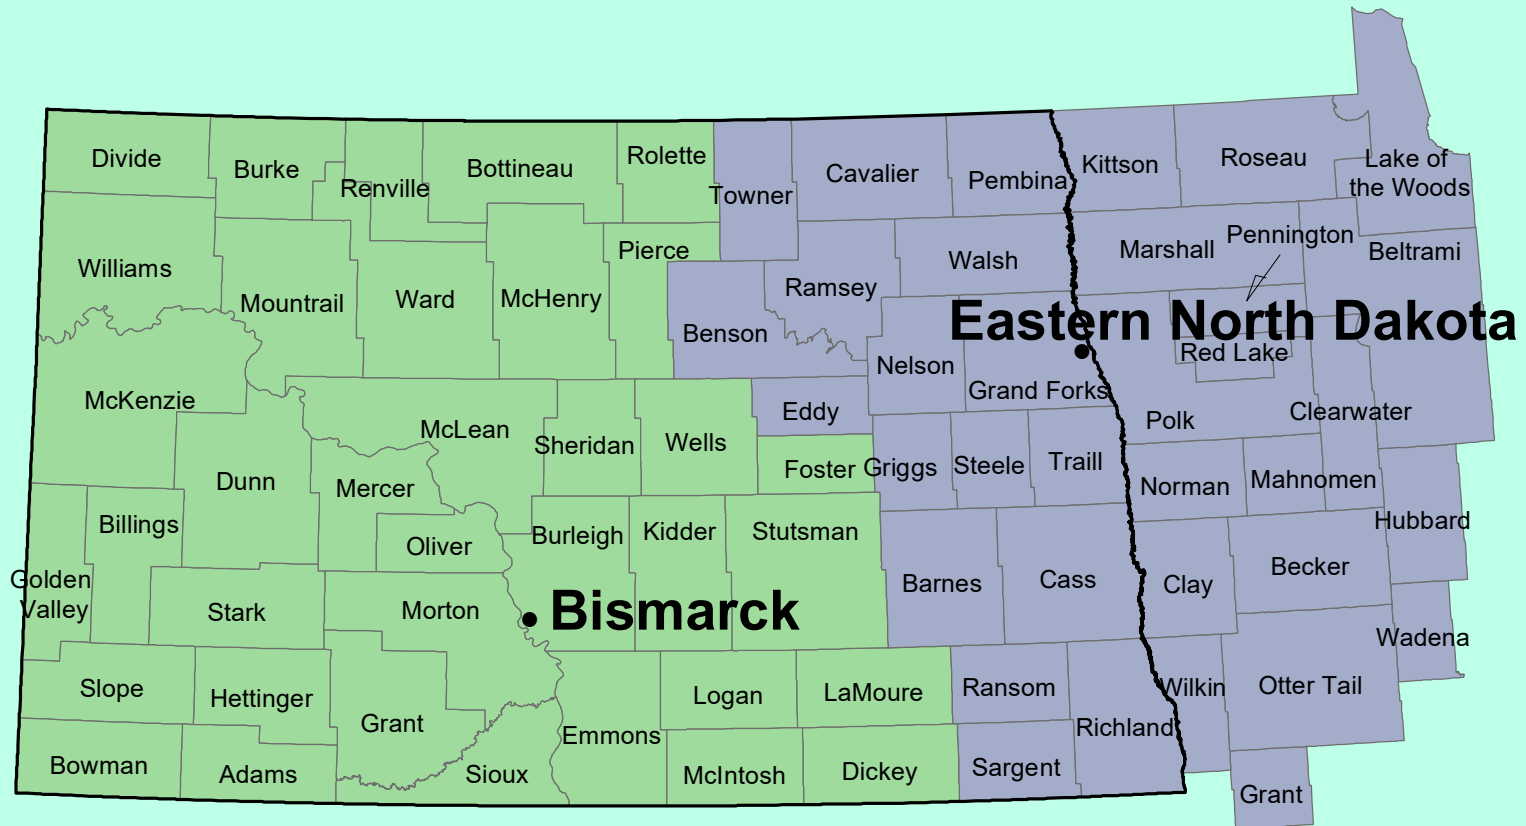 Divide
Burke
Renville
Bottineau
Rolette
Towner
Cavalier
Pembina
Kittson
Roseau
Lake of
the Woods
Williams
Mountrail
Ward
McHenry
Pierce
Benson
Ramsey
Walsh
Marshall
Pennington
Beltrami
Eastern North Dakota
Nelson
Grand Forks
Red Lake
Polk
Clearwater
McKenzie
Dunn
McLean
Sheridan
Wells
Eddy
Foster
Griggs
Steele
Traill
Norman
Mahnomen
Hubbard
Mercer
Billings
Oliver
Burleigh
Kidder
Stutsman
Barnes
Cass
Clay
Becker
Golden
Valley
Stark
Morton
Bismarck
Wadena
Slope
Hettinger
Grant
Emmons
Logan
LaMoure
Ransom
Richland
Wilkin
Otter Tail
Bowman
Adams
Sioux
McIntosh
Dickey
Sargent
Grant